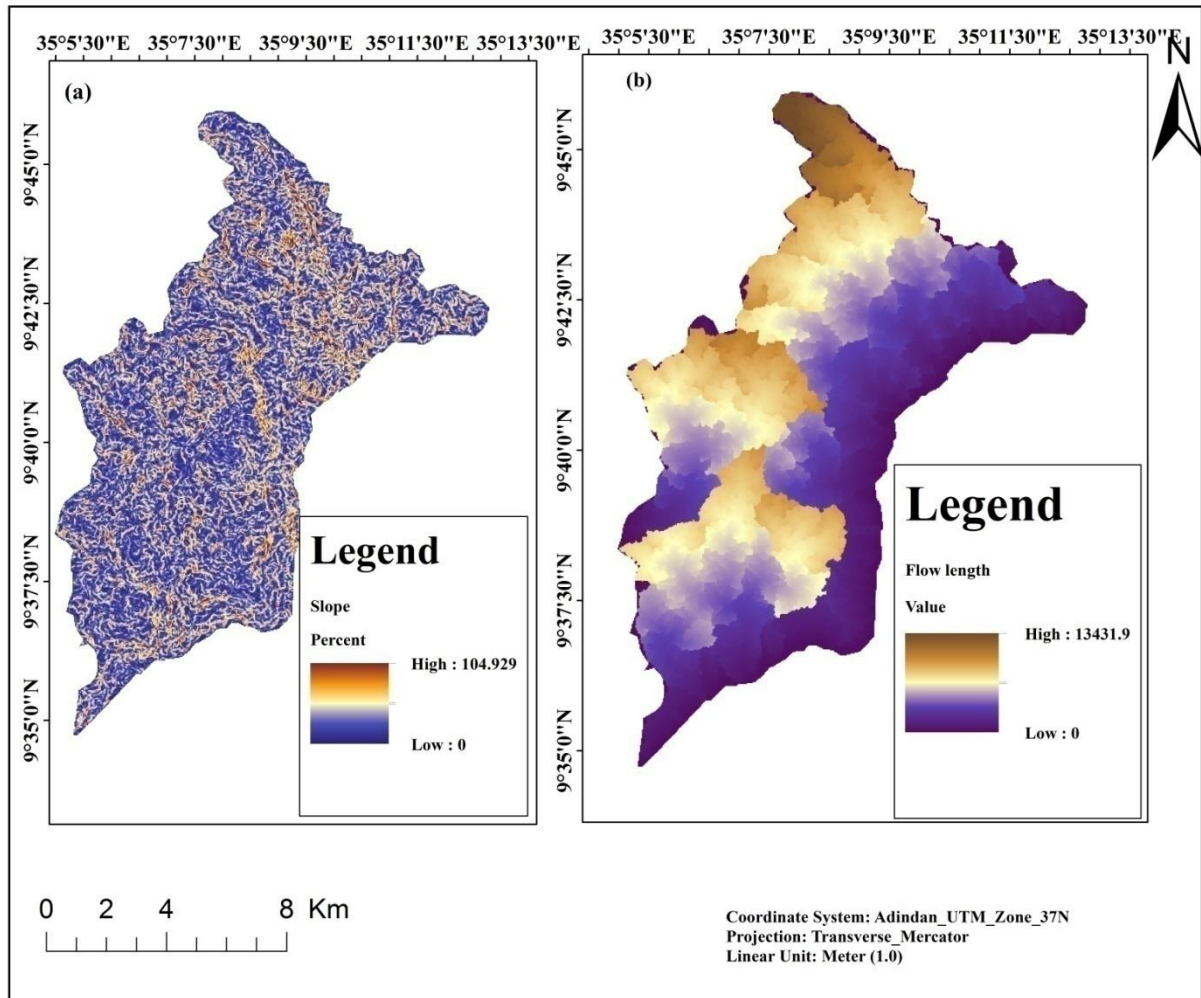 35°5'30"E 35°7'30"E 35°9'30"E 35°11'30"E 35°13'30"E
(a)
9°45'0"N
9°42'30"N
9°40'0"N
9°37'30"N
9°35'0"N
Legend
Slope
Percent
High : 104.929
Low : 0
35°5'30"E 35°7'30"E 35°9'30"E 35°11'30"E 35°13'30"E
N
(b)
9°45'0"N
9°42'30"N
9°40'0"N
9°37'30"N
9°35'0"N
Legend
Flow length
Value
High : 13431.9
Low : 0
0 2 4 8 Km
Coordinate System: Adindan_UTM_Zone_37N
Projection: Transverse_Mercator
Linear Unit: Meter (1.0)